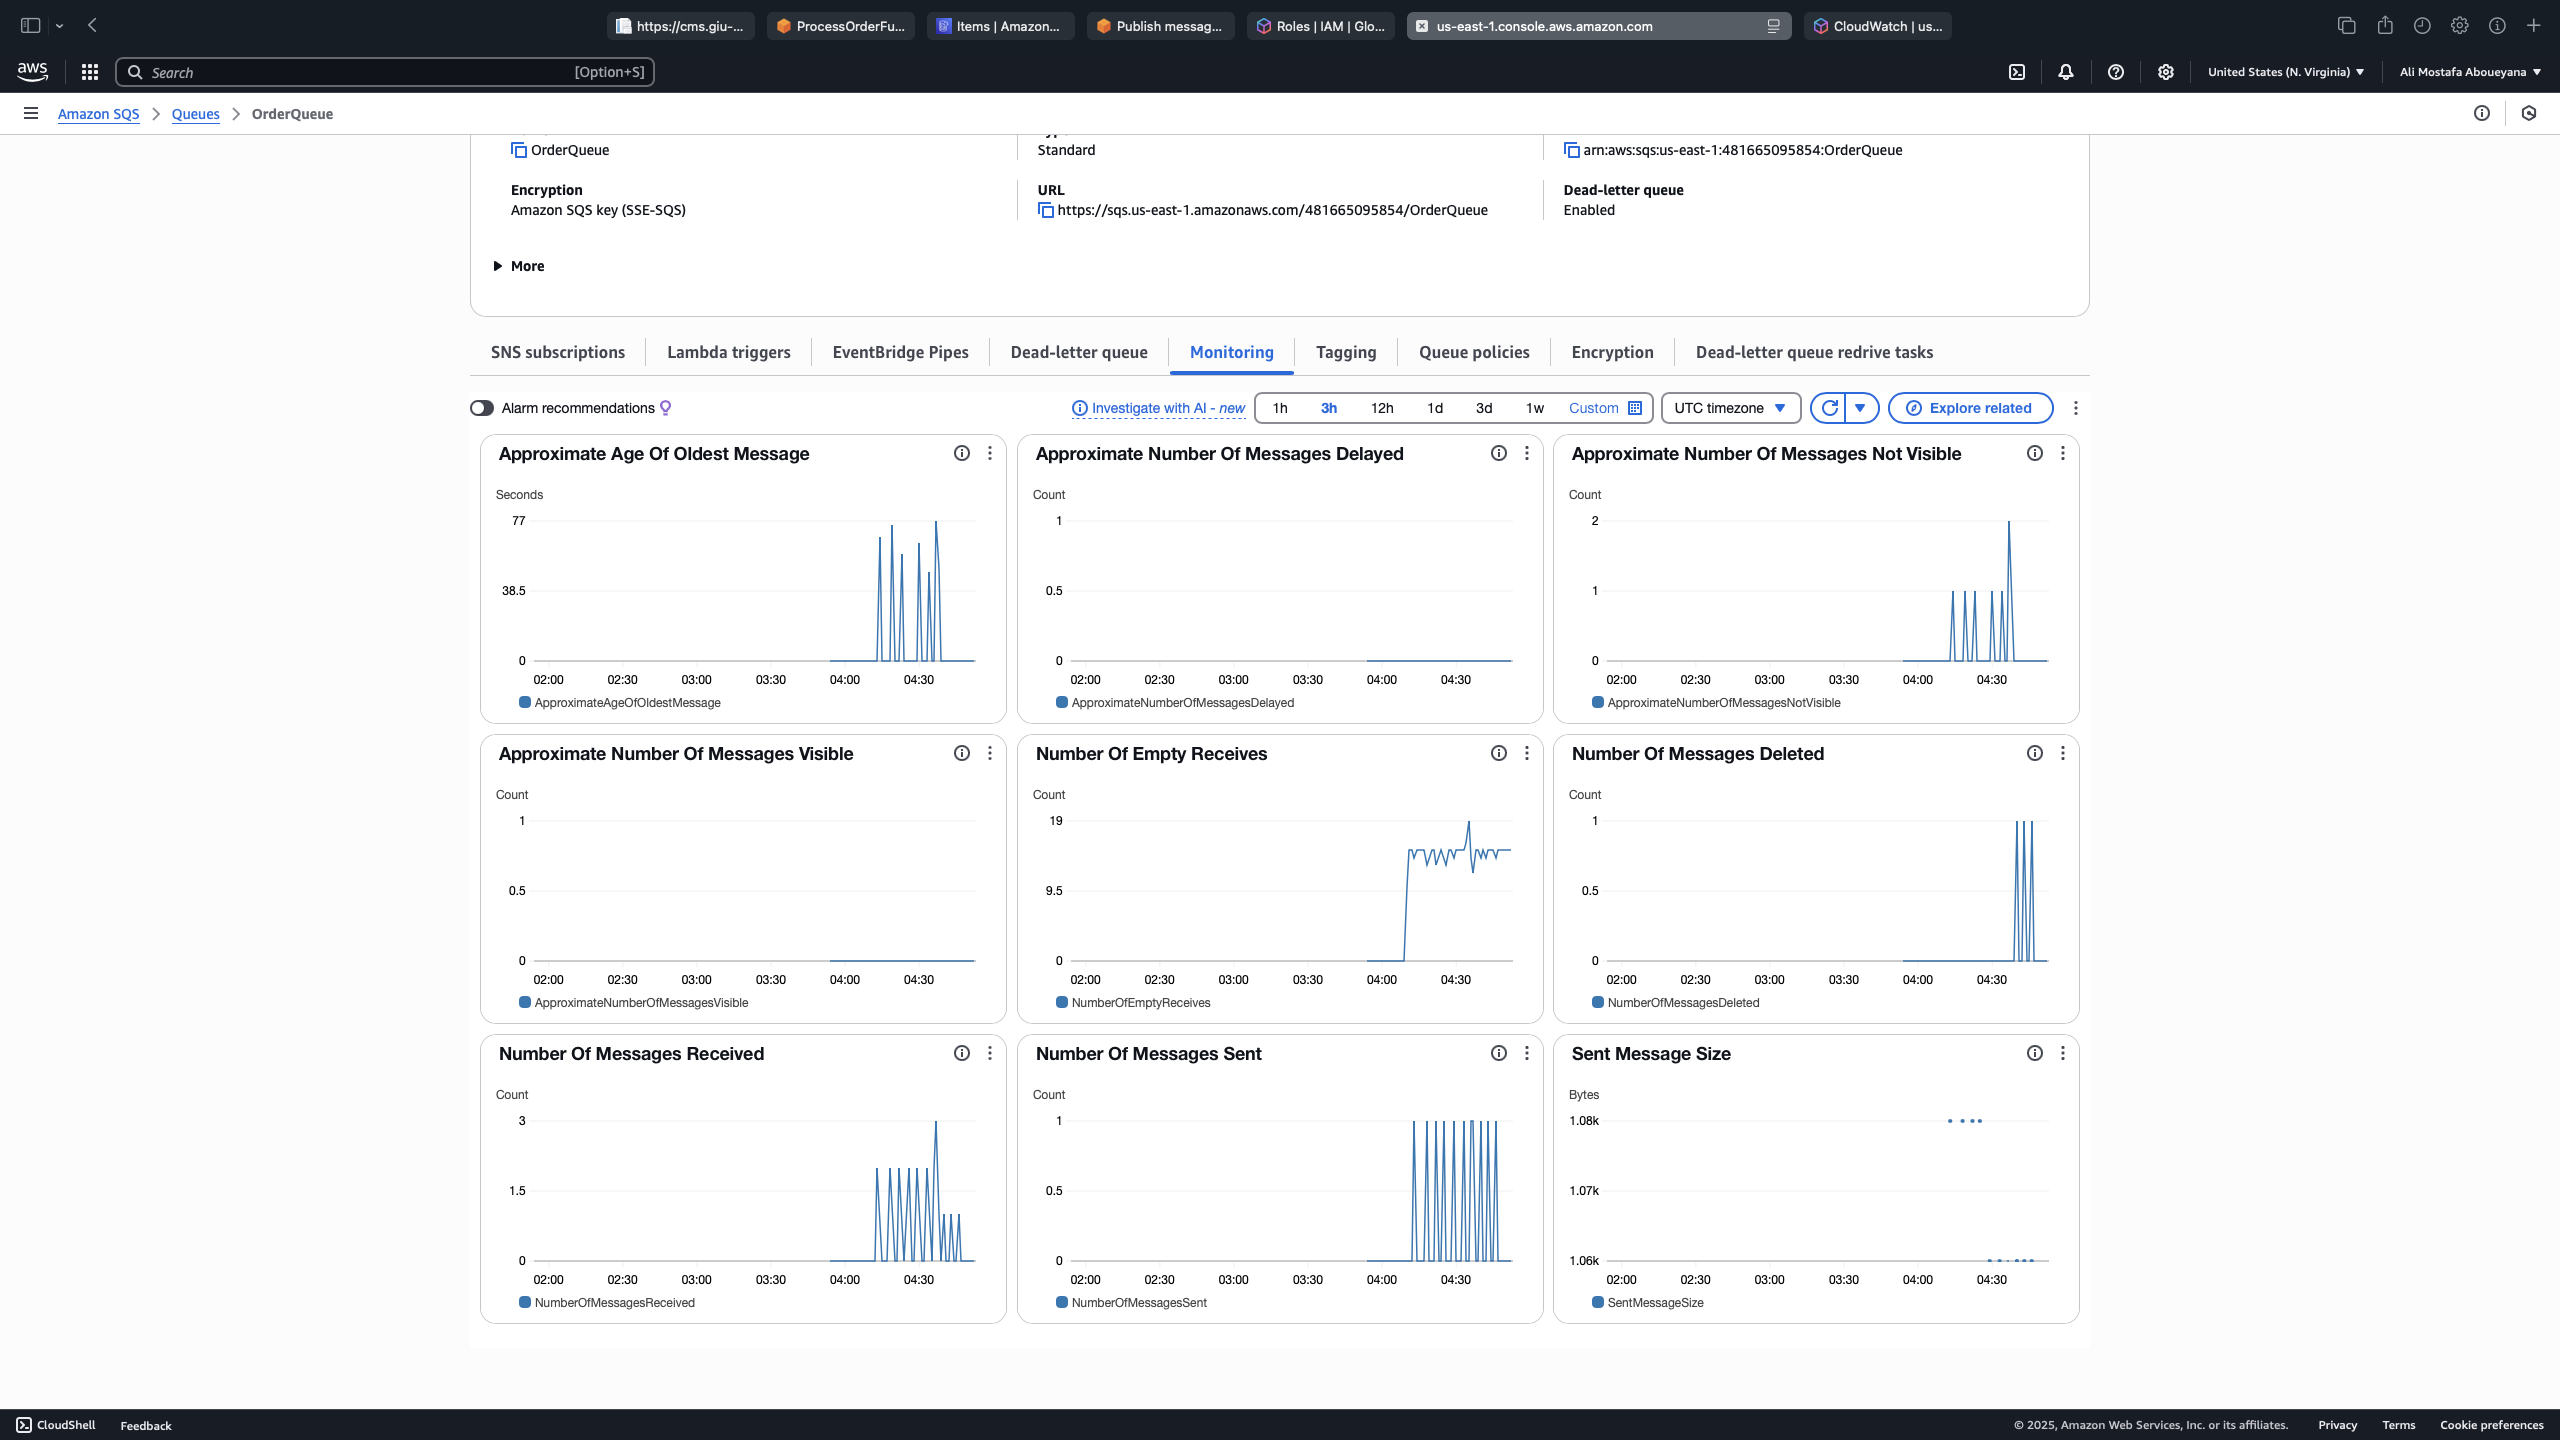 https://cms.giu-...
ProcessOrderFu...
Items | Amazon...
Publish messag...
Roles | IAM | Glo...
us-east-1.console.aws.amazon.com
CloudWatch | us...
aws
Search
[Option+S]
United States (N. Virginia)
Ali Mostafa Aboueyana
Amazon SQS
Queues
OrderQueue
OrderQueue
Standard
arn:aws:sqs:us-east-1:481665095854:OrderQueue
Encryption
URL
Dead-letter queue
Amazon SQS key (SSE-SQS)
https://sqs.us-east-1.amazonaws.com/481665095854/OrderQueue
Enabled
More
SNS subscriptions
Lambda triggers
EventBridge Pipes
Dead-letter queue
Monitoring
Tagging
Queue policies
Encryption
Dead-letter queue redrive tasks
Alarm recommendations
Investigate with AI - new
1h
3h
12h
1d
3d
1w
Custom
UTC timezone
Explore related
Approximate Age Of Oldest Message
Seconds
77
38.5
0
02:00 02:30 03:00 03:30 04:00 04:30
ApproximateAgeOfOldestMessage
Approximate Number Of Messages Delayed
Count
1
0.5
0
02:00 02:30 03:00 03:30 04:00 04:30
ApproximateNumberOfMessagesDelayed
Approximate Number Of Messages Not Visible
Count
2
1
0
02:00 02:30 03:00 03:30 04:00 04:30
ApproximateNumberOfMessagesNotVisible
Approximate Number Of Messages Visible
Count
1
0.5
0
02:00 02:30 03:00 03:30 04:00 04:30
ApproximateNumberOfMessagesVisible
Number Of Empty Receives
Count
19
9.5
0
02:00 02:30 03:00 03:30 04:00 04:30
NumberOfEmptyReceives
Number Of Messages Deleted
Count
1
0.5
0
02:00 02:30 03:00 03:30 04:00 04:30
NumberOfMessagesDeleted
Number Of Messages Received
Count
3
1.5
0
02:00 02:30 03:00 03:30 04:00 04:30
NumberOfMessagesReceived
Number Of Messages Sent
Count
1
0.5
0
02:00 02:30 03:00 03:30 04:00 04:30
NumberOfMessagesSent
Sent Message Size
Bytes
1.08k
1.07k
1.06k
02:00 02:30 03:00 03:30 04:00 04:30
SentMessageSize
CloudShell
Feedback
© 2025, Amazon Web Services, Inc. or its affiliates.
Privacy
Terms
Cookie preferences